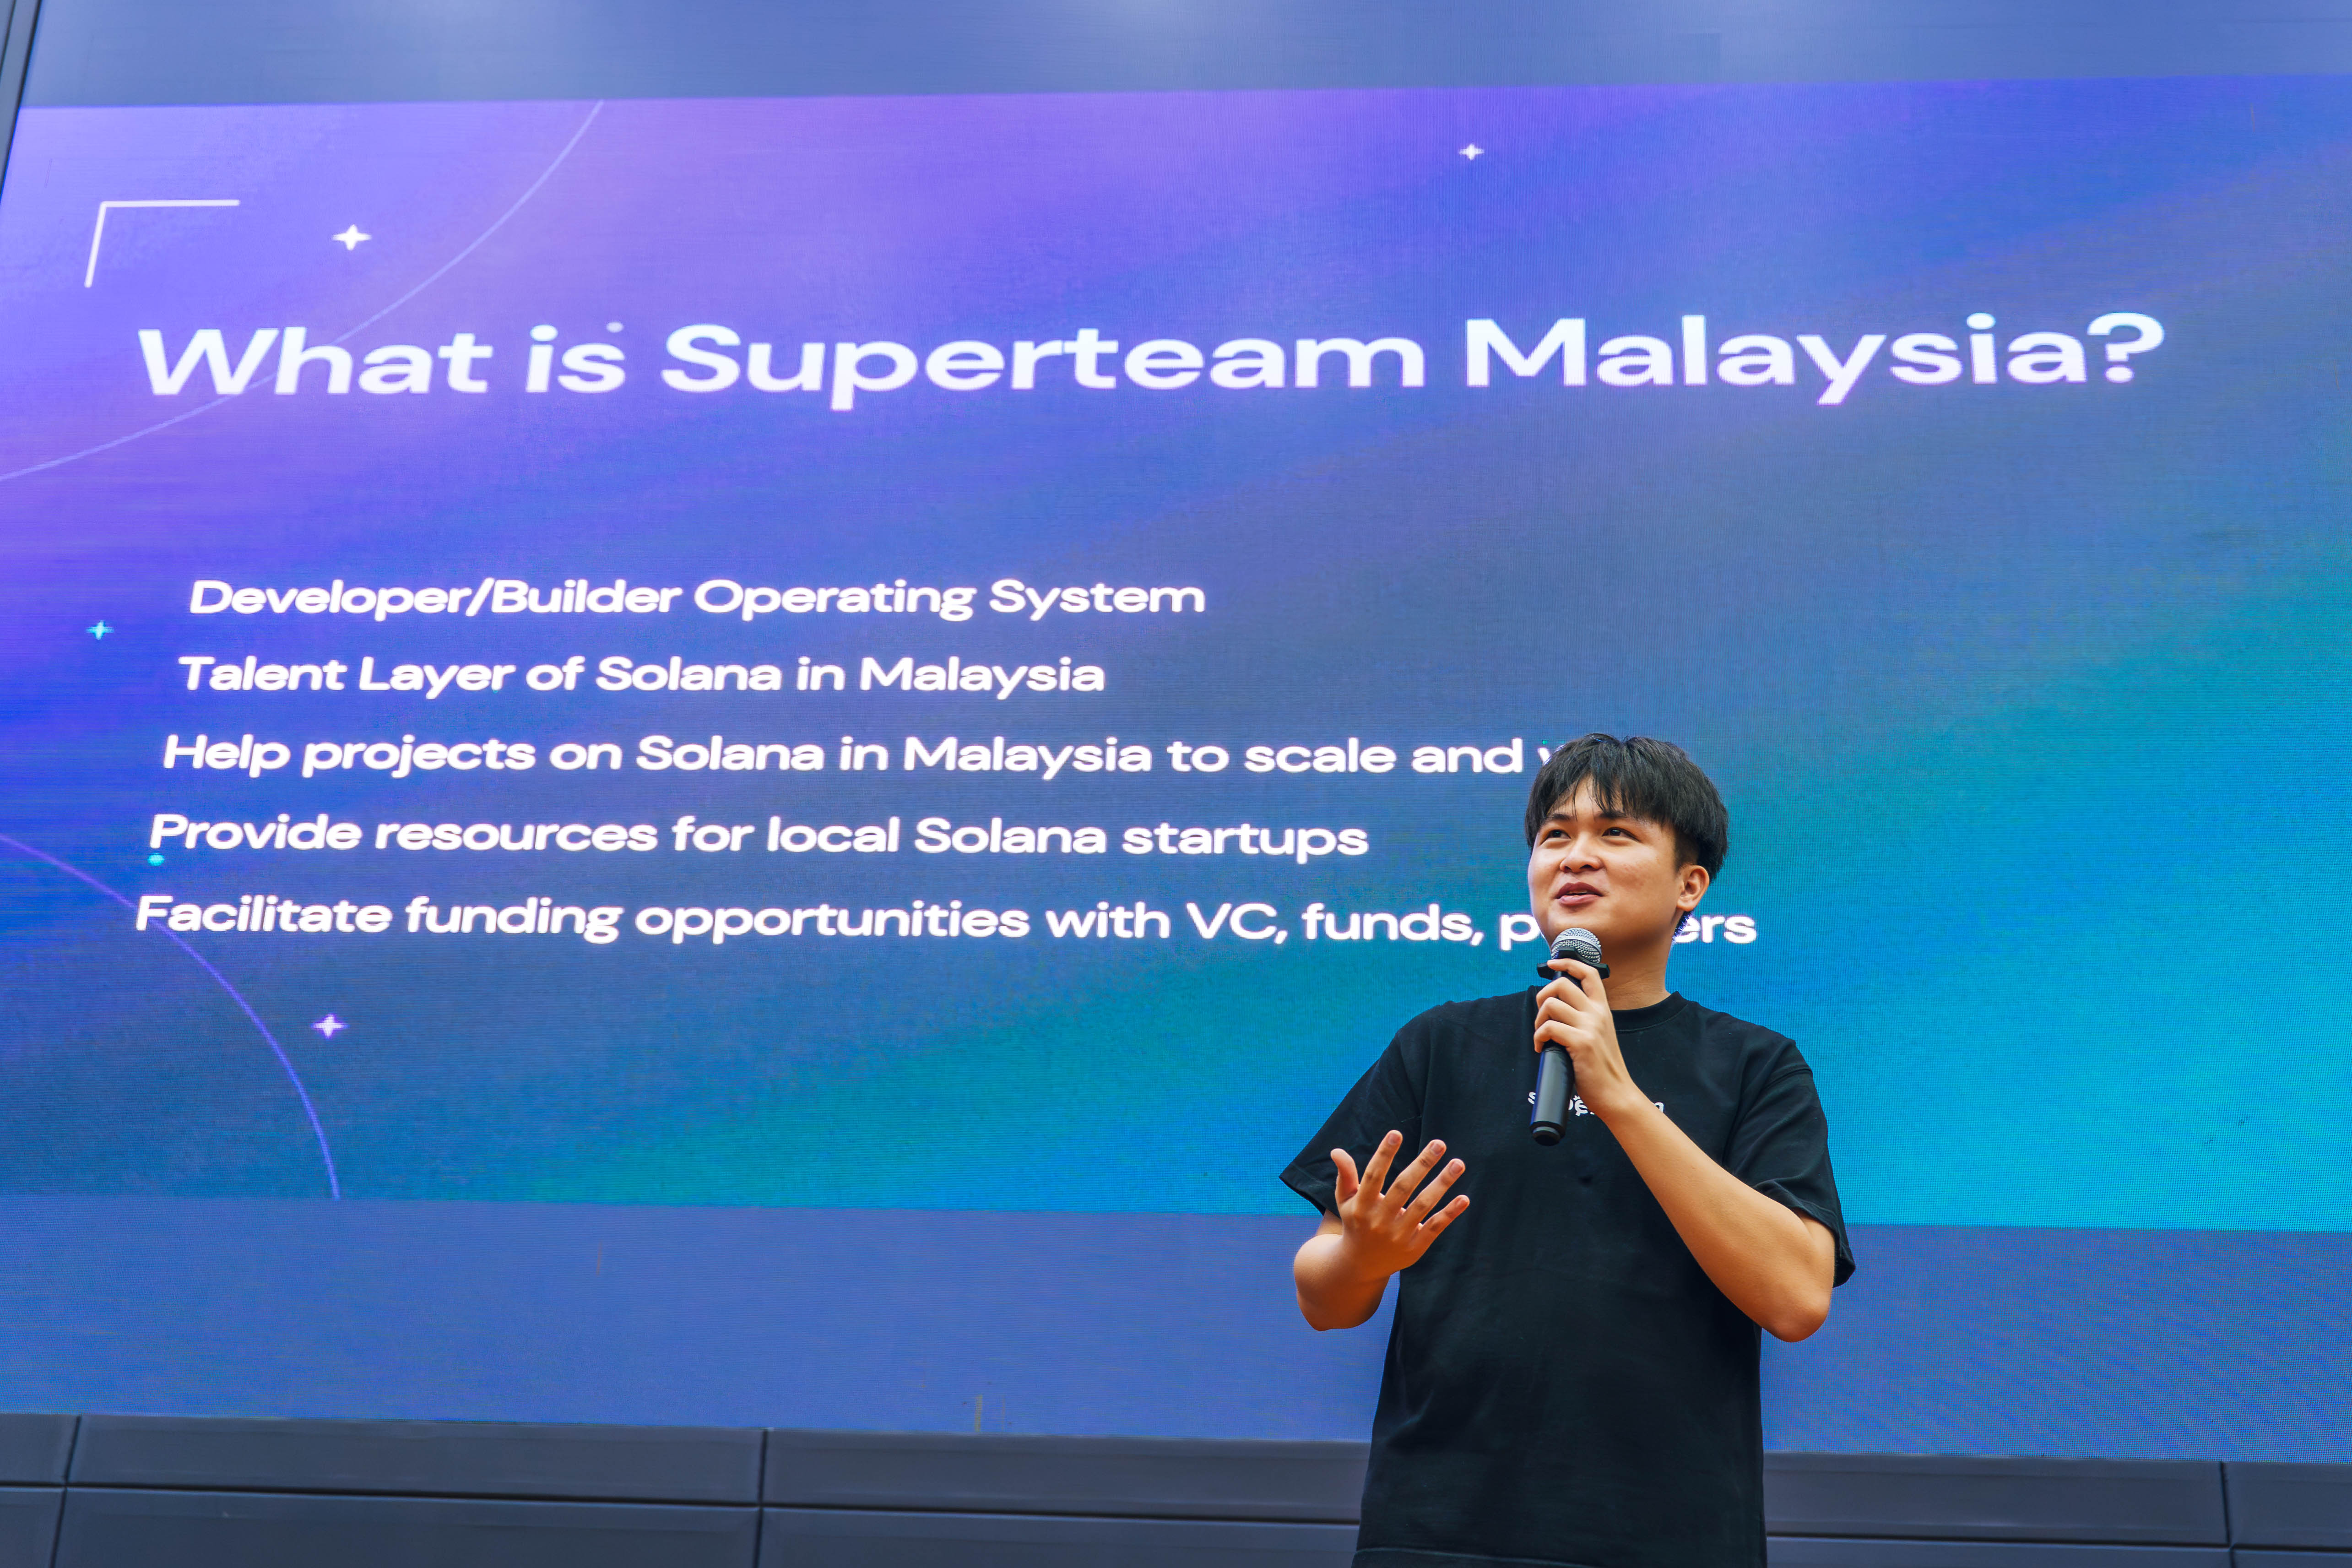 What is Superteam Malaysia?
Developer/Builder Operating System
Talent Layer of Solana in Malaysia
Help projects on Solana in Malaysia to scale and
Provide resources for local Solana startups
Facilitate funding opportunities with VC, funds,